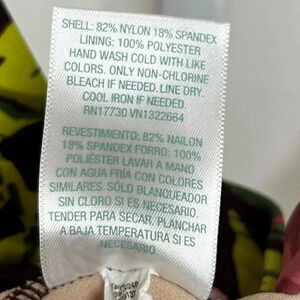 SHELL: 82% NYLON 18% SPANDEX
LINING: 100% POLYESTER
HAND WASH COLD WITH LIKE
COLORS. ONLY NON-CHLORINE
BLEACH IF NEEDED. LINE DRY.
COOL IRON IF NEEDED.
RN17730 VN1322664
REVESTIMIENTO: 82% NAILON
18% SPANDEX FORRO: 100%
POLIÉSTER LAVAR A MANO
CON AGUA FRÍA CON COLORES
SIMILARES. SÓLO BLANQUEADOR
SIN CLORO SI ES NECESARIO.
TENDER PARA SECAR, PLANCHAR
A BAJA TEMPERATURA SI ES
NECESARIO